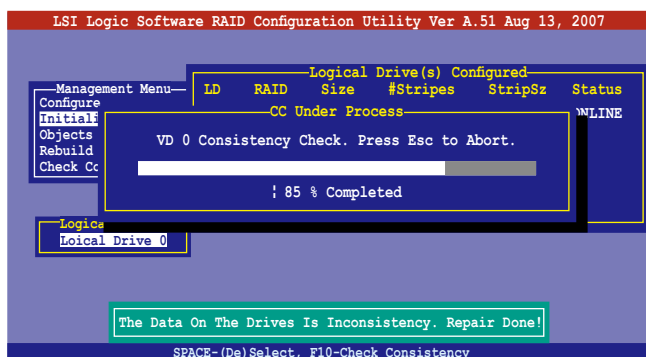 LSI Logic Software RAID Configuration Utility Ver A.51 Aug 13, 2007
Logical Drive(s) Configured
LD RAID Size #Stripes StripSz Status
ONLINE
Management Menu
Configure
Initiali
Objects
Rebuild
Check Co
CC Under Process
VD 0 Consistency Check. Press Esc to Abort.
¦ 85 % Completed
Logica
Loical Drive 0
The Data On The Drives Is Inconsistency. Repair Done!
SPACE-(De)Select, F10-Check Consistency